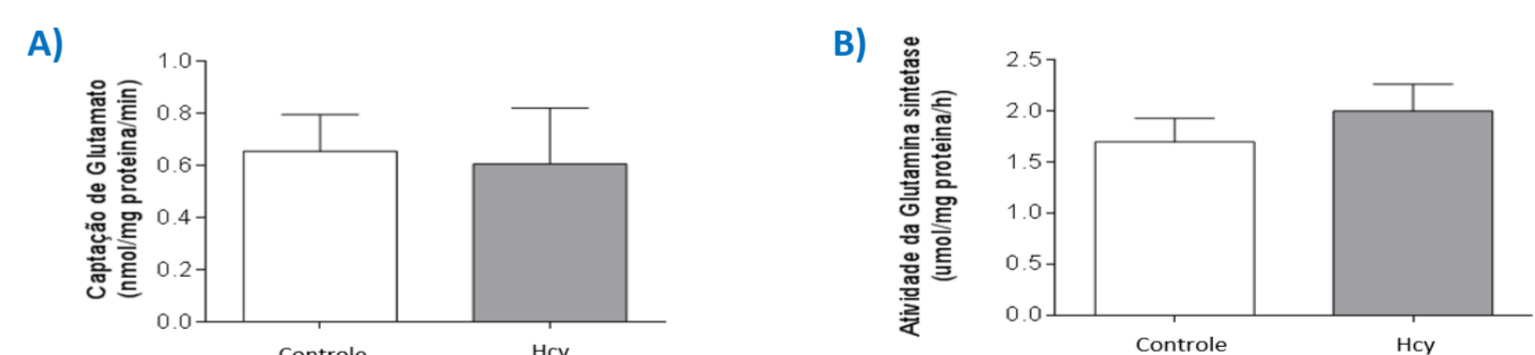 A)
Captação de Glutamato
(nmol/mg proteina/min)
1.0
0.8
0.6
0.4
0.2
0.0
Controle
Hcy
B)
Atividade da Glutamina sintetase
(umol/mg proteina/h)
2.5
2.0
1.5
1.0
0.5
0.0
Controle
Hcy